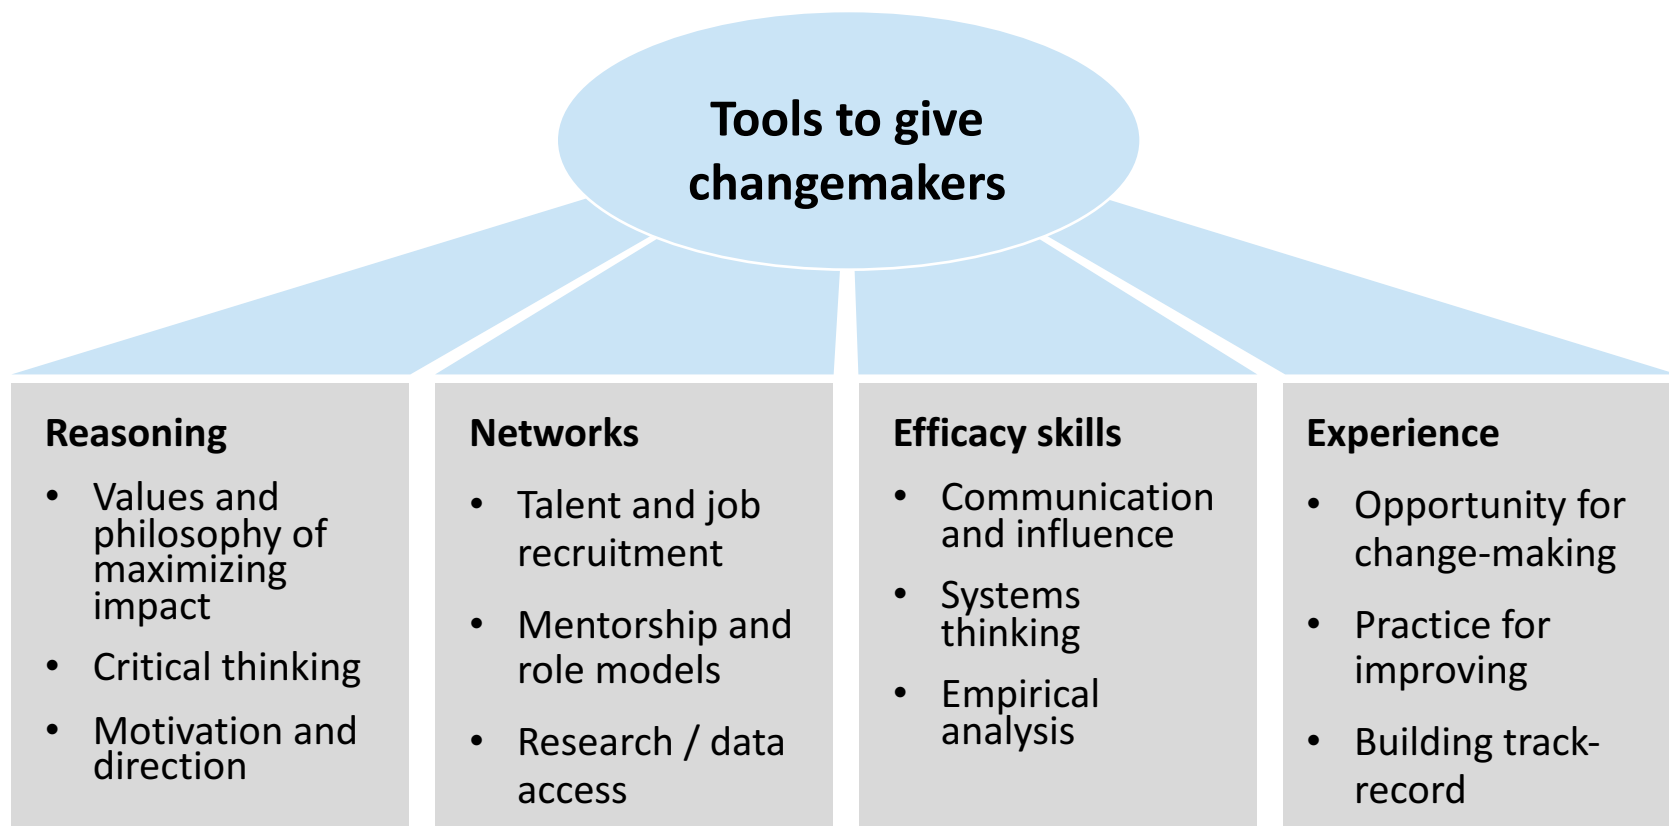 Tools to give
changemakers
Reasoning
• Values and
philosophy of
maximizing
impact
• Critical thinking
• Motivation and
direction
Networks
• Talent and job
recruitment
• Mentorship and
role models
• Research / data
access
Efficacy skills
• Communication
and influence
• Systems
thinking
• Empirical
analysis
Experience
• Opportunity for
change-making
• Practice for
improving
• Building track-
record